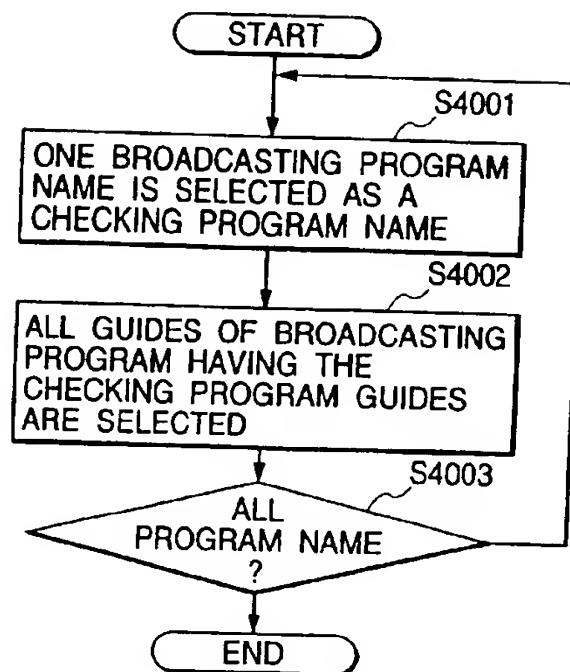 START
S4001
ONE BROADCASTING PROGRAM
NAME IS SELECTED AS A
CHECKING PROGRAM NAME
S4002
ALL GUIDES OF BROADCASTING
PROGRAM HAVING THE
CHECKING PROGRAM GUIDES
ARE SELECTED
S4003
ALL
PROGRAM NAME
?
END